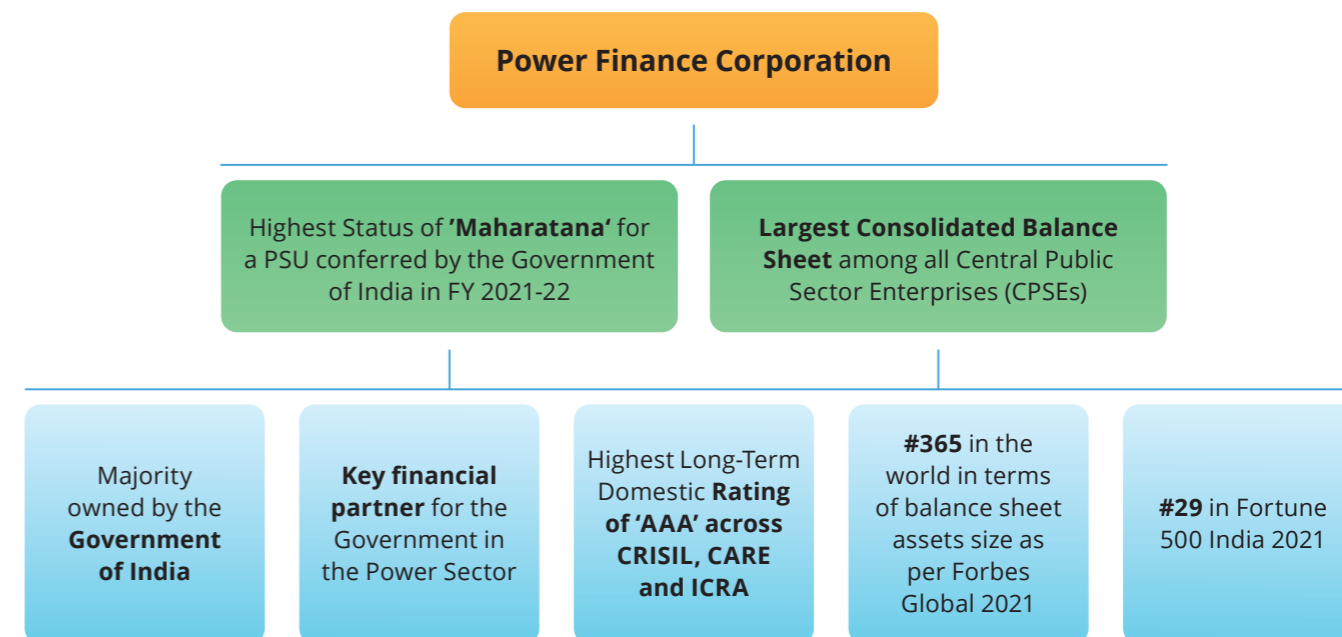 Power Finance Corporation
Highest Status of ’Maharatana‘ for
a PSU conferred by the Government
of India in FY 2021-22
Largest Consolidated Balance
Sheet among all Central Public
Sector Enterprises (CPSEs)
Majority
owned by the
Government
of India
Key financial
partner for the
Government in
the Power Sector
Highest Long-Term
Domestic Rating
of ‘AAA’ across
CRISIL, CARE
and ICRA
#365 in the
world in terms
of balance sheet
assets size as
per Forbes
Global 2021
#29 in Fortune
500 India 2021